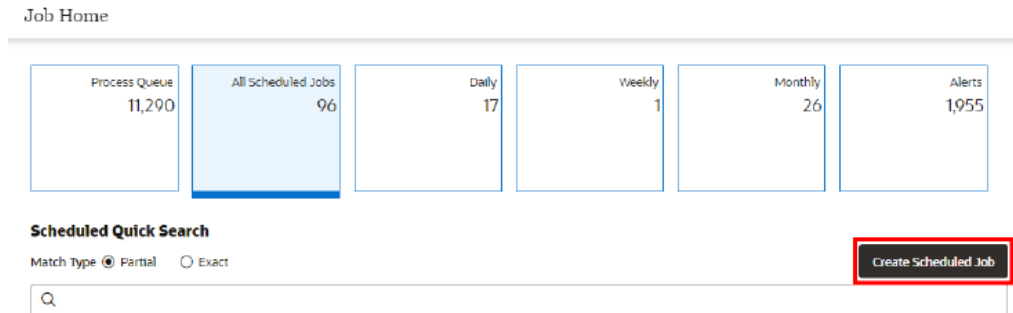 Job Home
Process Queue All Scheduled Jobs Daily Weekly Monthly Alerts
11,290 96 17 1 26 1,955
Scheduled Quick Search
Match Type Partial Exact Create Scheduled Job